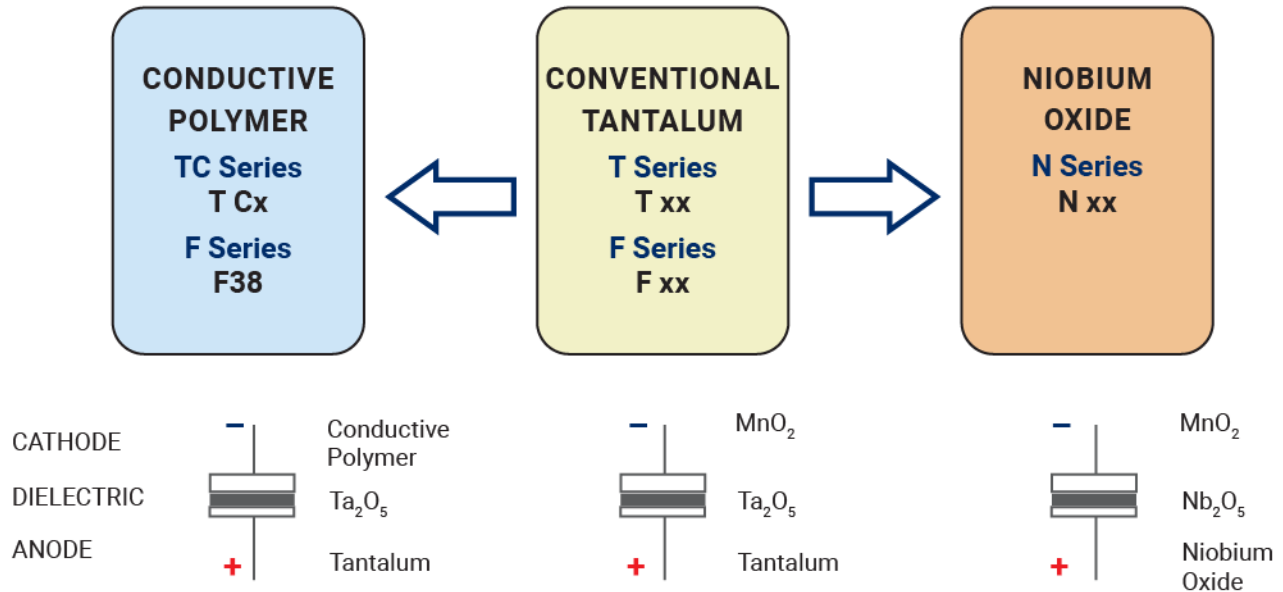 CONDUCTIVE
POLYMER
TC Series
T Cx
F Series
F38
CONVENTIONAL
TANTALUM
T Series
T xx
F Series
F xx
NIOBIUM
OXIDE
N Series
N xx
CATHODE
− Conductive
Polymer
− MnO₂
− MnO₂
DIELECTRIC
Ta₂O₅
Ta₂O₅
Nb₂O₅
ANODE
+ Tantalum
+ Tantalum
+ Niobium
Oxide